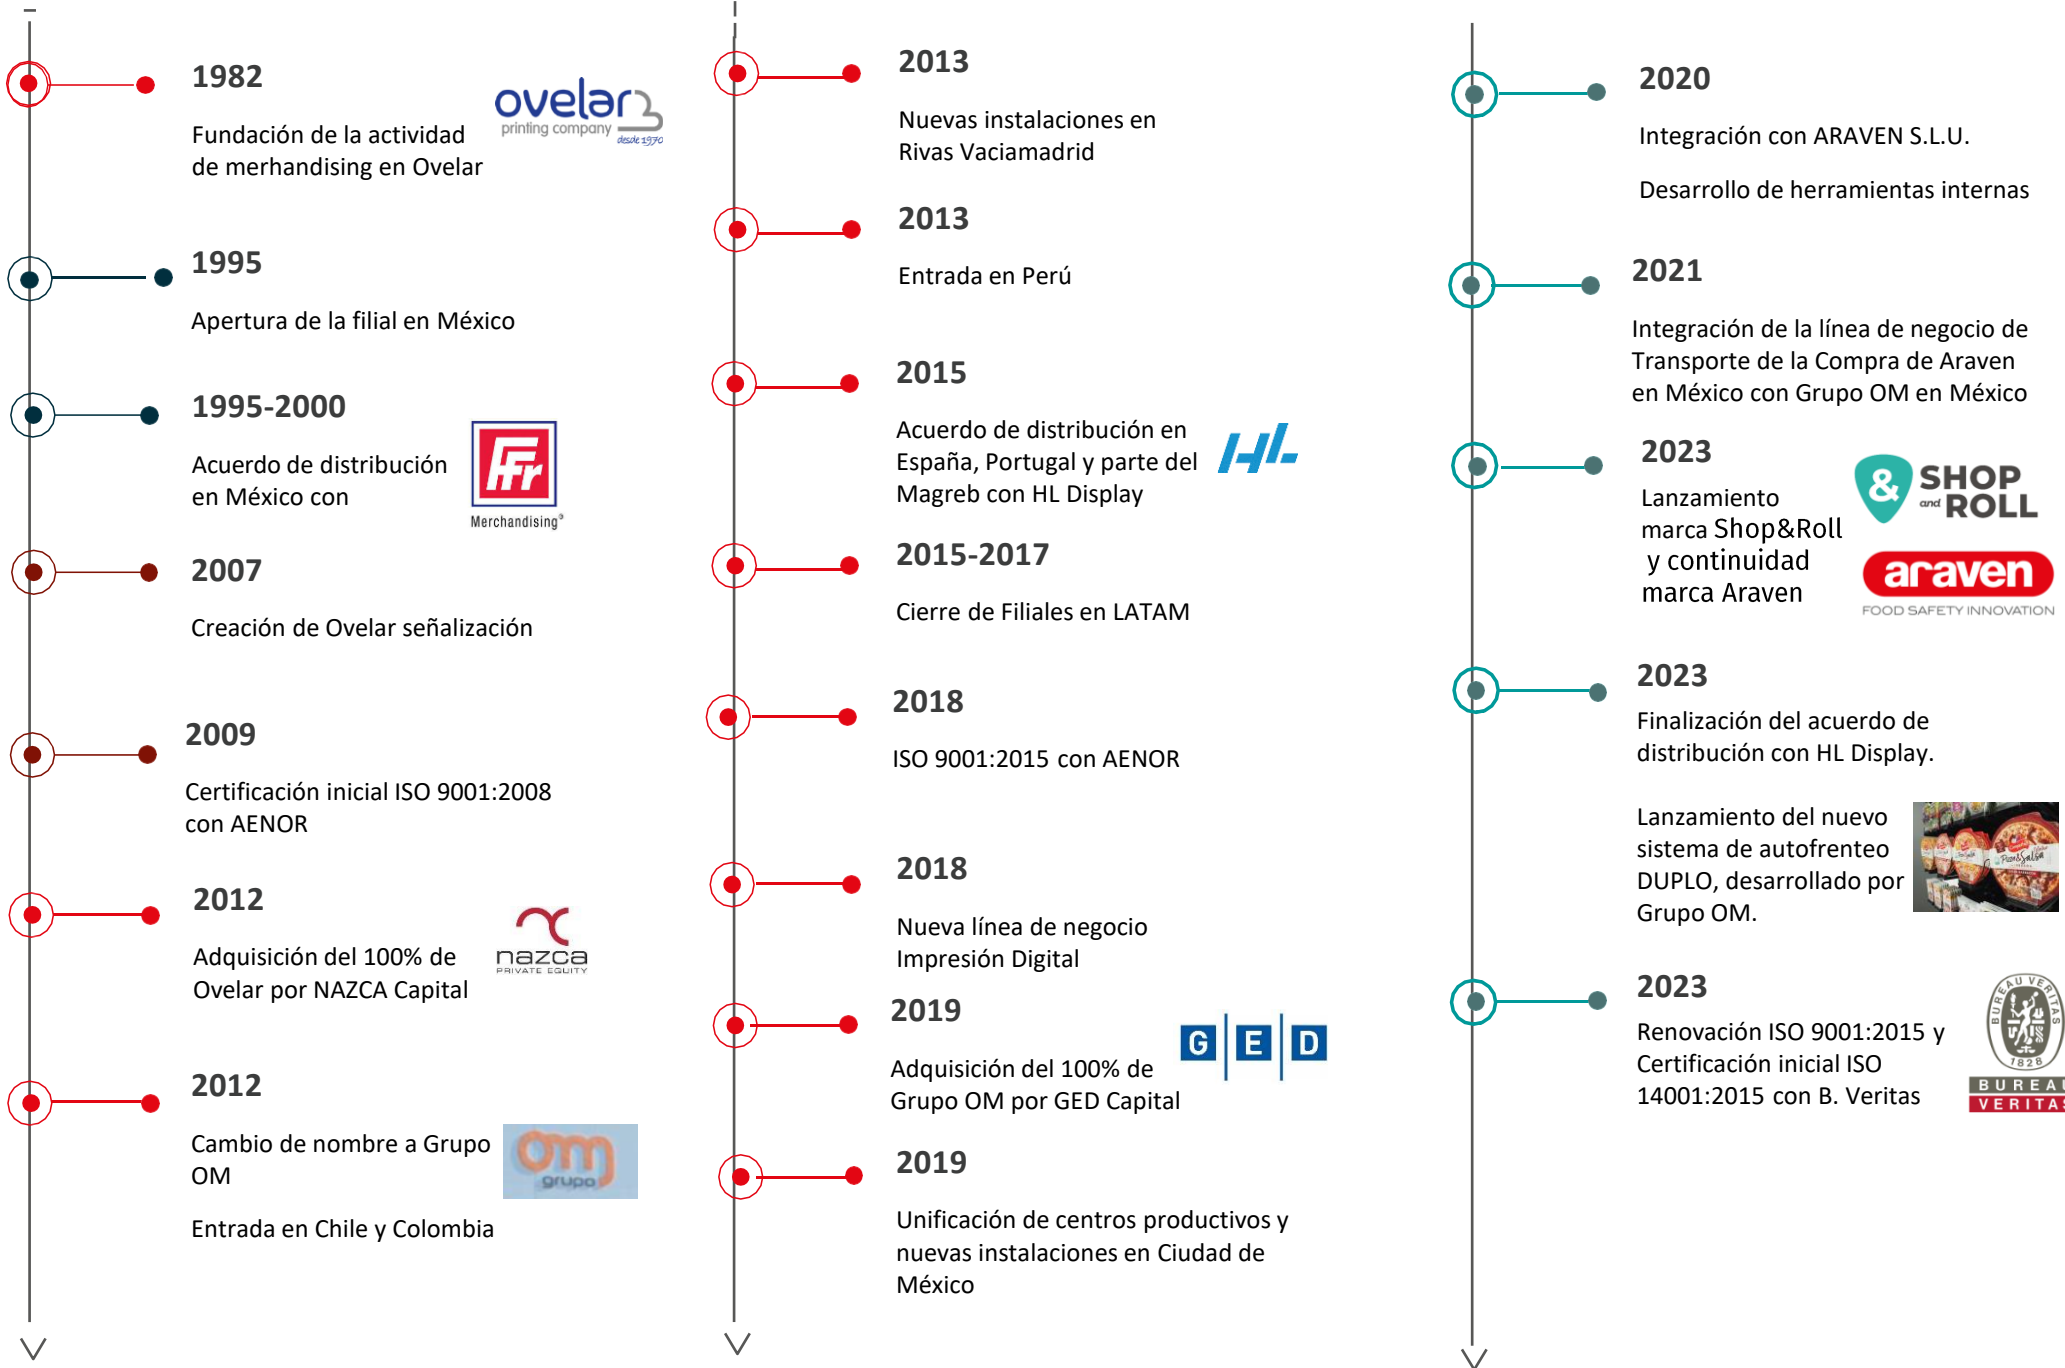 1982
Fundación de la actividad
de merhandising en Ovelar
ovelar
printing company
desde 1970
1995
Apertura de la filial en México
1995-2000
Acuerdo de distribución
en México con
FFr
Merchandising®
2007
Creación de Ovelar señalización
2009
Certificación inicial ISO 9001:2008
con AENOR
2012
Adquisición del 100% de
Ovelar por NAZCA Capital
nazca
PRIVATE EQUITY
2012
Cambio de nombre a Grupo
OM
om
grupo
Entrada en Chile y Colombia
2013
Nuevas instalaciones en
Rivas Vaciamadrid
2013
Entrada en Perú
2015
Acuerdo de distribución en
España, Portugal y parte del
Magreb con HL Display
HL
2015-2017
Cierre de Filiales en LATAM
2018
ISO 9001:2015 con AENOR
2018
Nueva línea de negocio
Impresión Digital
2019
Adquisición del 100% de
Grupo OM por GED Capital
G E D
2019
Unificación de centros productivos y
nuevas instalaciones en Ciudad de
México
2020
Integración con ARAVEN S.L.U.
Desarrollo de herramientas internas
2021
Integración de la línea de negocio de
Transporte de la Compra de Araven
en México con Grupo OM en México
2023
Lanzamiento
marca Shop&Roll
y continuidad
marca Araven
& SHOP
and ROLL
araven
FOOD SAFETY INNOVATION
2023
Finalización del acuerdo de
distribución con HL Display.
Lanzamiento del nuevo
sistema de autofrenteo
DUPLO, desarrollado por
Grupo OM.
Pizza&Salsa
2023
Renovación ISO 9001:2015 y
Certificación inicial ISO
14001:2015 con B. Veritas
BUREAU VERITAS
1828
BUREAU
VERITAS